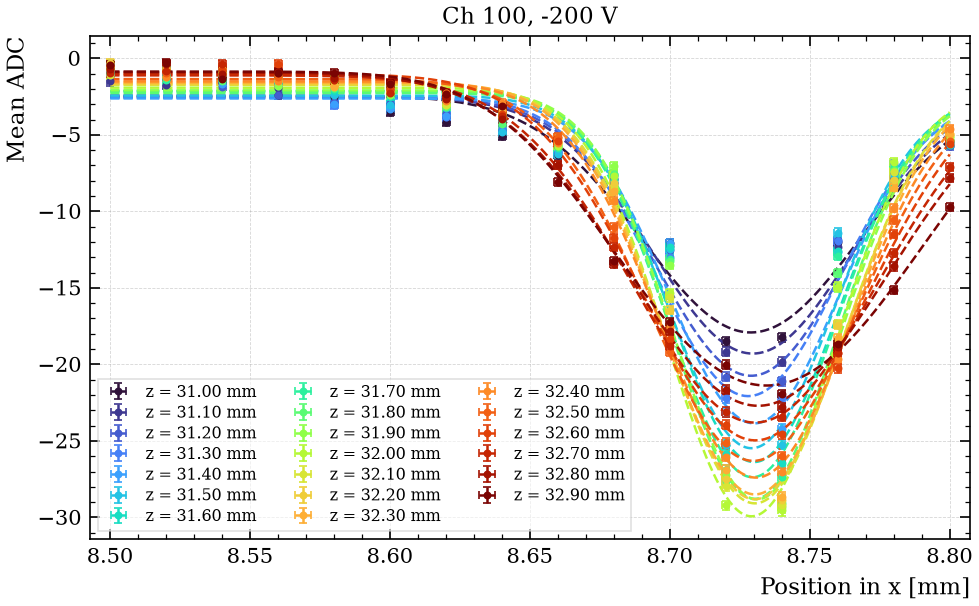 Ch 100, -200 V
Mean ADC
0
−5
−10
−15
−20
−25
−30
z = 31.00 mm
z = 31.10 mm
z = 31.20 mm
z = 31.30 mm
z = 31.40 mm
z = 31.50 mm
z = 31.60 mm
z = 31.70 mm
z = 31.80 mm
z = 31.90 mm
z = 32.00 mm
z = 32.10 mm
z = 32.20 mm
z = 32.30 mm
z = 32.40 mm
z = 32.50 mm
z = 32.60 mm
z = 32.70 mm
z = 32.80 mm
z = 32.90 mm
8.50 8.55 8.60 8.65 8.70 8.75 8.80
Position in x [mm]